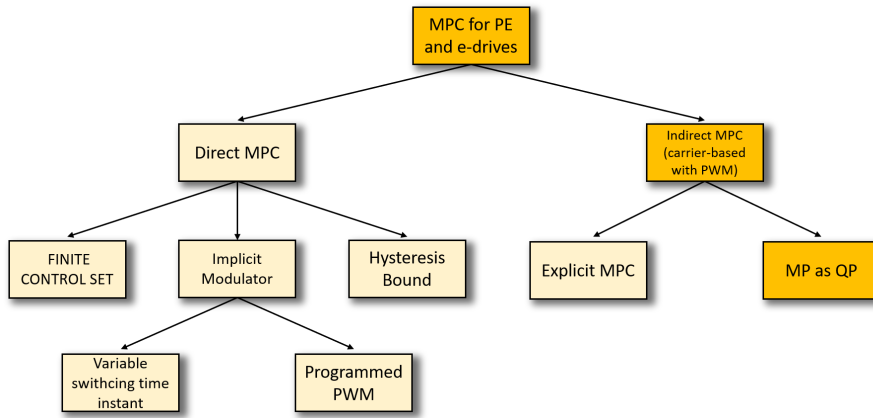 MPC for PE
and e-drives
Direct MPC
Indirect MPC
(carrier-based
with PWM)
FINITE
CONTROL SET
Implicit
Modulator
Hysteresis
Bound
Explicit MPC
MP as QP
Variable
swithcing time
instant
Programmed
PWM